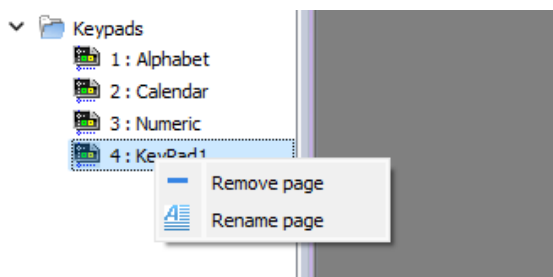 Keypads
1 : Alphabet
2 : Calendar
3 : Numeric
4 : KeyPad1
Remove page
Rename page